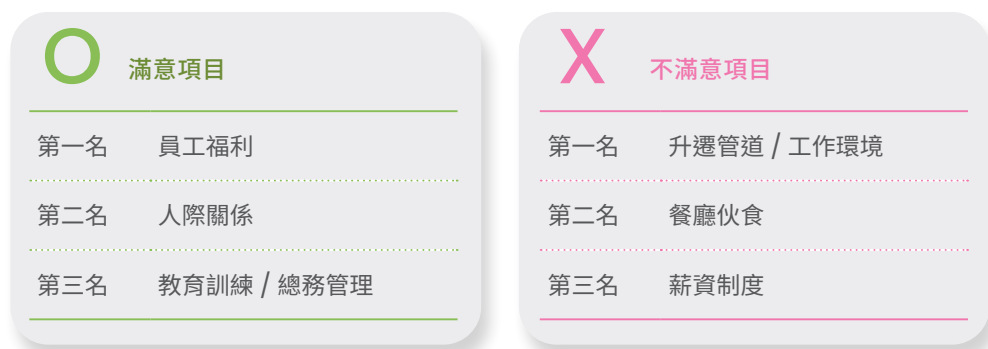 O 滿意項目
第一名 員工福利
第二名 人際關係
第三名 教育訓練 / 總務管理
X 不滿意項目
第一名 升遷管道 / 工作環境
第二名 餐廳伙食
第三名 薪資制度